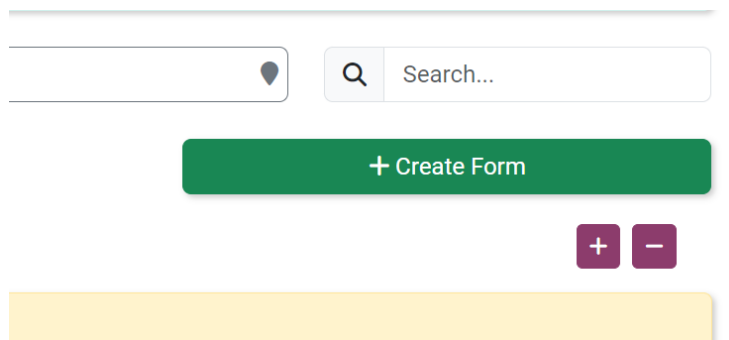 Search...
+ Create Form
+ −